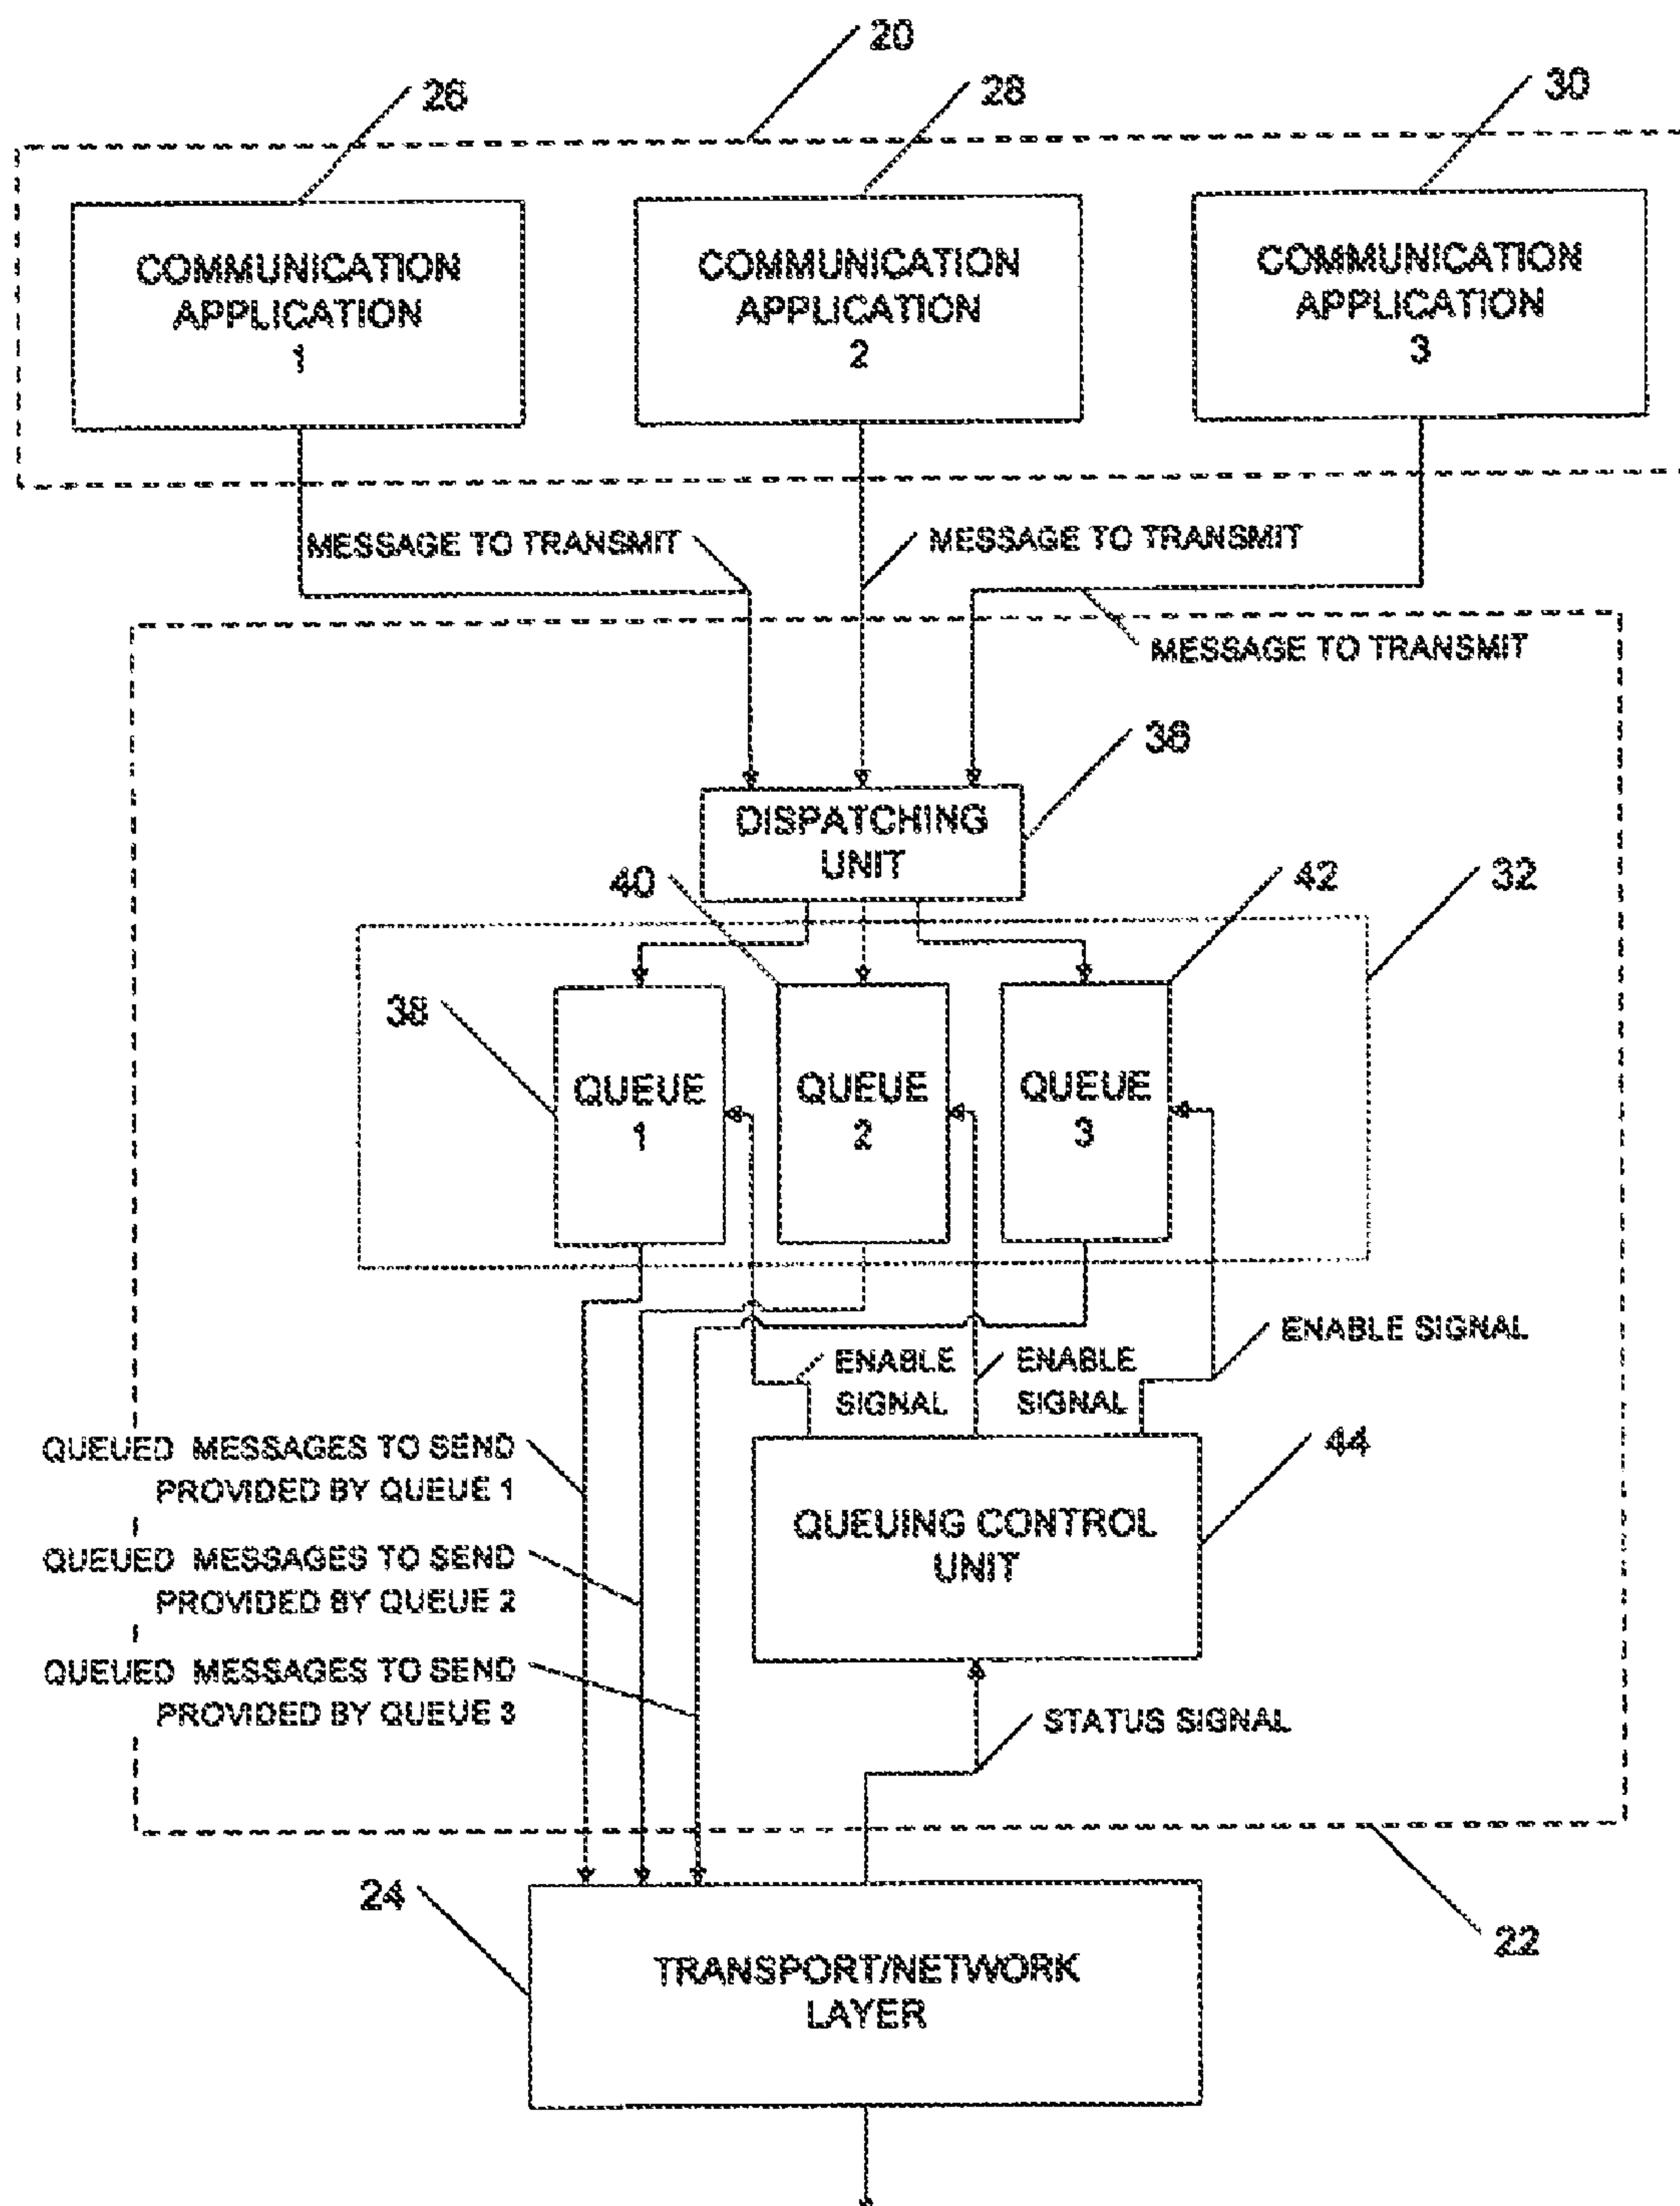 20
26
28
30
COMMUNICATION
APPLICATION
1
COMMUNICATION
APPLICATION
2
COMMUNICATION
APPLICATION
3
MESSAGE TO TRANSMIT
MESSAGE TO TRANSMIT
MESSAGE TO TRANSMIT
36
DISPATCHING
UNIT
40
42
32
38
QUEUE
1
QUEUE
2
QUEUE
3
ENABLE SIGNAL
ENABLE
SIGNAL
ENABLE
SIGNAL
QUEUED MESSAGES TO SEND
PROVIDED BY QUEUE 1
44
QUEUING CONTROL
UNIT
QUEUED MESSAGES TO SEND
PROVIDED BY QUEUE 2
QUEUED MESSAGES TO SEND
PROVIDED BY QUEUE 3
STATUS SIGNAL
24
22
TRANSPORT/NETWORK
LAYER